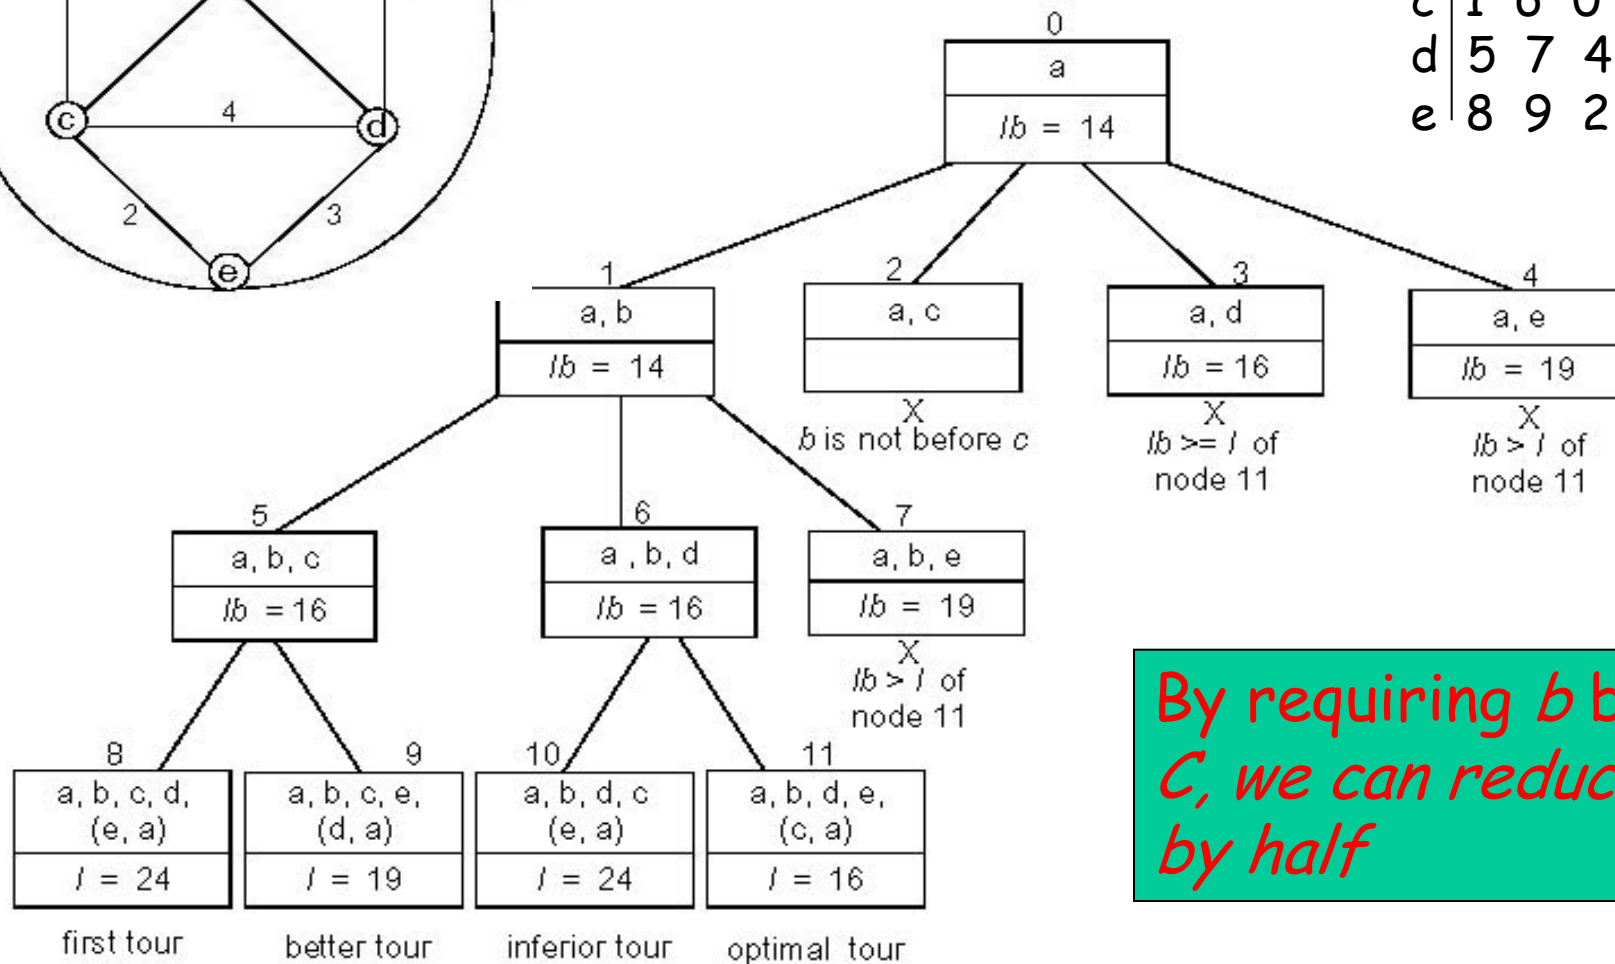 c 1 6 0
d 5 7 4
e 8 9 2
c
4
d
2
3
e
0
a
lb = 14
1
a, b
lb = 14
2
a, c
X
b is not before c
3
a, d
lb = 16
X
lb >= l of
node 11
4
a, e
lb = 19
X
lb > l of
node 11
5
a, b, c
lb = 16
6
a , b, d
lb = 16
7
a, b, e
lb = 19
X
lb > l of
node 11
8
a, b, c, d,
(e, a)
l = 24
first tour
9
a, b, c, e,
(d, a)
l = 19
better tour
10
a, b, d, c
(e, a)
l = 24
inferior tour
11
a, b, d, e,
(c, a)
l = 16
optimal tour
By requiring b b
C, we can reduc
by half